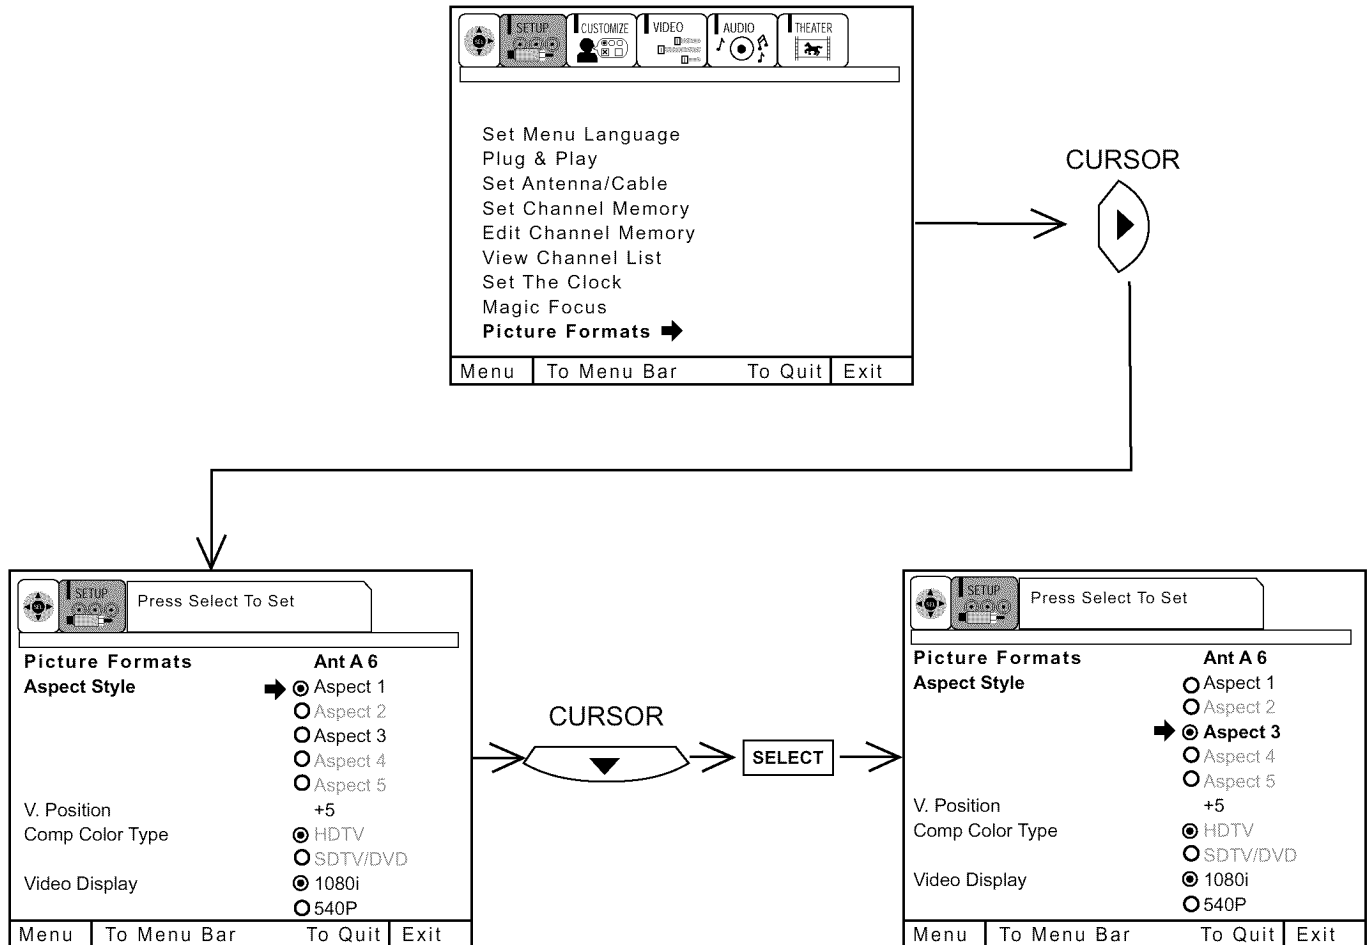 SEL SETUP CUSTOMIZE VIDEO AUDIO THEATER
Set Menu Language
Plug & Play
Set Antenna/Cable
Set Channel Memory
Edit Channel Memory
View Channel List
Set The Clock
Magic Focus
Picture Formats
Menu To Menu Bar To Quit Exit
CURSOR
SEL SETUP Press Select To Set
Picture Formats Ant A 6
Aspect Style Aspect 1
Aspect 2
Aspect 3
Aspect 4
Aspect 5
V. Position +5
Comp Color Type HDTV
SDTV/DVD
Video Display 1080i
540P
Menu To Menu Bar To Quit Exit
CURSOR
SELECT
SEL SETUP Press Select To Set
Picture Formats Ant A 6
Aspect Style Aspect 1
Aspect 2
Aspect 3
Aspect 4
Aspect 5
V. Position +5
Comp Color Type HDTV
SDTV/DVD
Video Display 1080i
540P
Menu To Menu Bar To Quit Exit